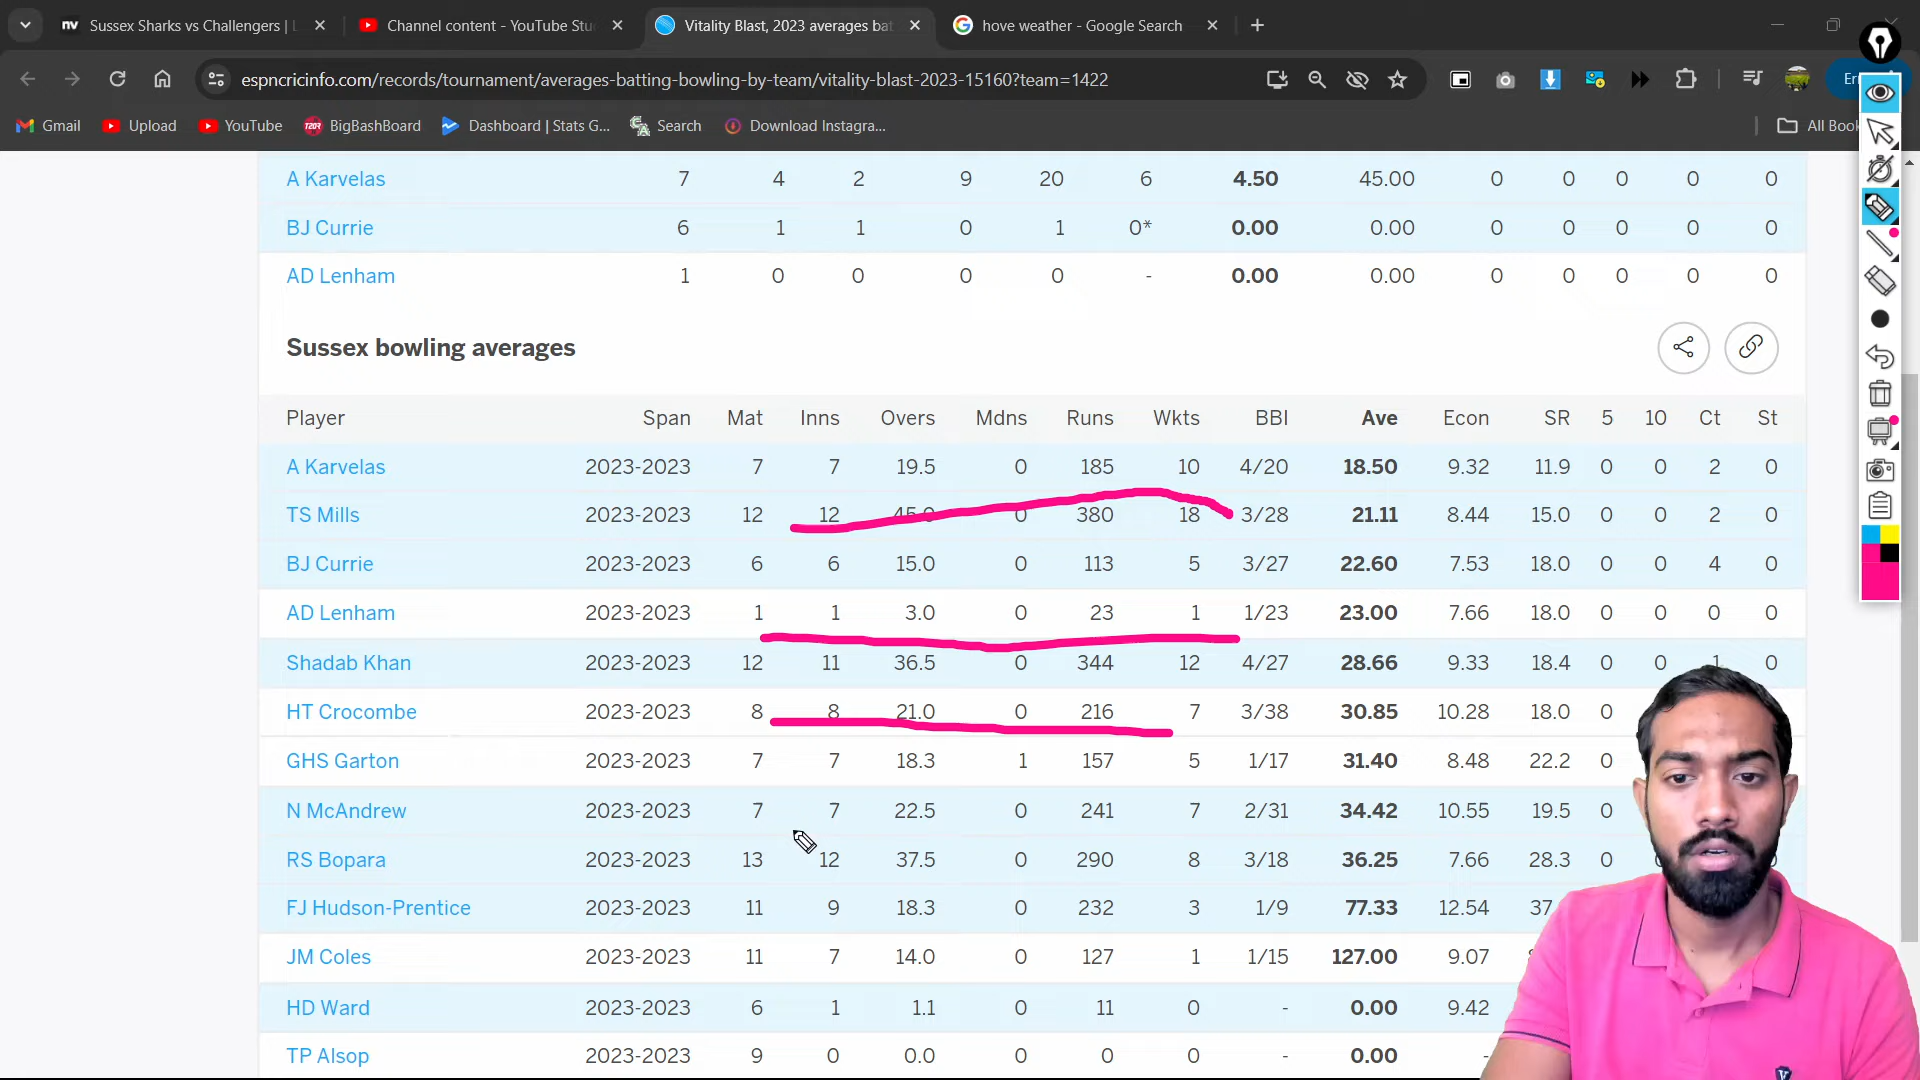 Sussex Sharks vs Challengers | L
Channel content - YouTube Stu
Vitality Blast, 2023 averages bat
hove weather - Google Search
espncricinfo.com/records/tournament/averages-batting-bowling-by-team/vitality-blast-2023-15160?team=1422
Gmail Upload YouTube BigBashBoard Dashboard | Stats G... Search Download Instagra... All Book
A Karvelas 7 4 2 9 20 6 4.50 45.00 0 0 0 0 0
BJ Currie 6 1 1 0 1 0* 0.00 0.00 0 0 0 0 0
AD Lenham 1 0 0 0 0 - 0.00 0.00 0 0 0 0 0
Sussex bowling averages
Player Span Mat Inns Overs Mdns Runs Wkts BBI Ave Econ SR 5 10 Ct St
A Karvelas 2023-2023 7 7 19.5 0 185 10 4/20 18.50 9.32 11.9 0 0 2 0
TS Mills 2023-2023 12 12 45.0 0 380 18 3/28 21.11 8.44 15.0 0 0 2 0
BJ Currie 2023-2023 6 6 15.0 0 113 5 3/27 22.60 7.53 18.0 0 0 4 0
AD Lenham 2023-2023 1 1 3.0 0 23 1 1/23 23.00 7.66 18.0 0 0 0 0
Shadab Khan 2023-2023 12 11 36.5 0 344 12 4/27 28.66 9.33 18.4 0 0 1 0
HT Crocombe 2023-2023 8 8 21.0 0 216 7 3/38 30.85 10.28 18.0 0
GHS Garton 2023-2023 7 7 18.3 1 157 5 1/17 31.40 8.48 22.2 0
N McAndrew 2023-2023 7 7 22.5 0 241 7 2/31 34.42 10.55 19.5 0
RS Bopara 2023-2023 13 12 37.5 0 290 8 3/18 36.25 7.66 28.3 0
FJ Hudson-Prentice 2023-2023 11 9 18.3 0 232 3 1/9 77.33 12.54 37
JM Coles 2023-2023 11 7 14.0 0 127 1 1/15 127.00 9.07
HD Ward 2023-2023 6 1 1.1 0 11 0 - 0.00 9.42
TP Alsop 2023-2023 9 0 0.0 0 0 0 - 0.00 -